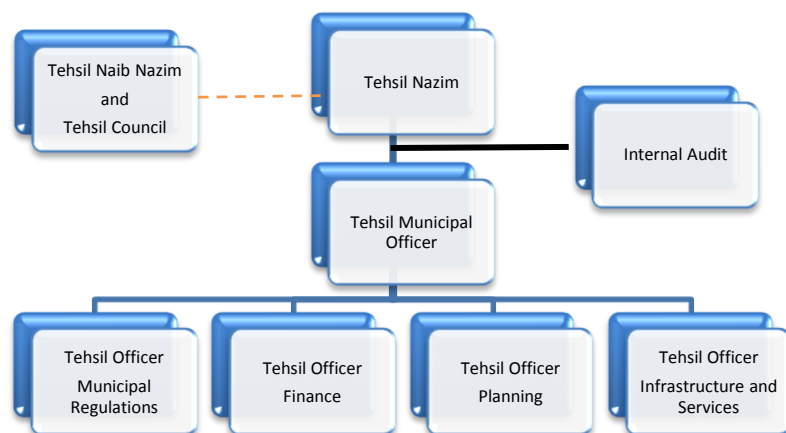 Tehsil Naib Nazim
and
Tehsil Council
Tehsil Nazim
Internal Audit
Tehsil Municipal
Officer
Tehsil Officer
Municipal
Regulations
Tehsil Officer
Finance
Tehsil Officer
Planning
Tehsil Officer
Infrastructure and
Services